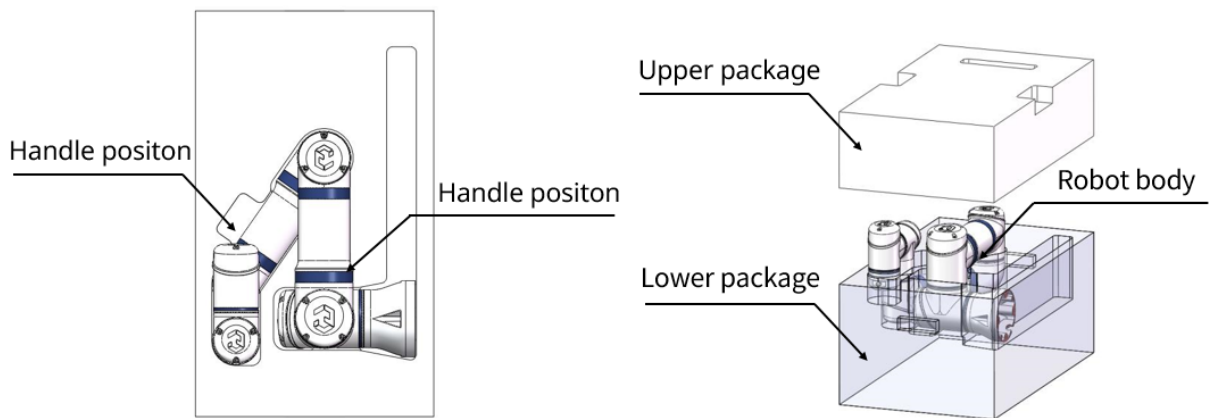 Handle positon
Handle positon
Upper package
Robot body
Lower package